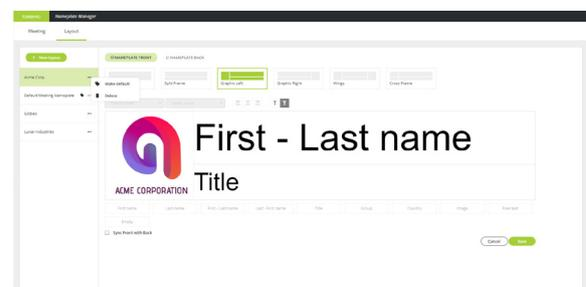 Nameplate Manager
Meeting
Layout
+ New layout
NAMEPLATE FRONT
NAMEPLATE BACK
Acme Corp.
Make default
Delete
Split Frame
Graphic Left
Graphic Right
Wings
Cross Frame
Default Meeting Nameplate
Lunar Industries
First - Last name
Title
ACME CORPORATION
First name
Last name
First - Last name
Last - First name
Title
Group
Country
Image
Free text
Empty
Sync Front with Back
Cancel
Save